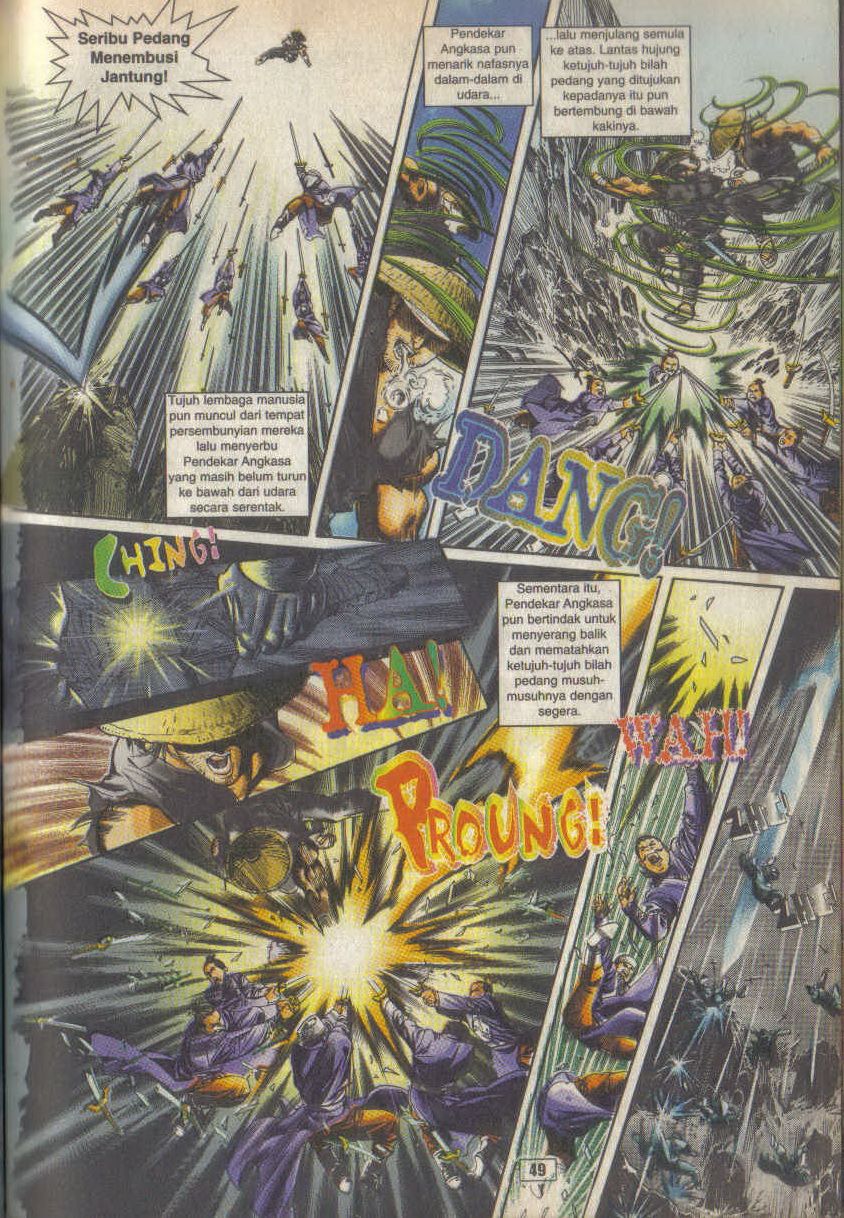 Seribu Pedang
Menembusi
Jantung!
Pendekar
Angkasa pun
menarik nafasnya
dalam-dalam di
udara...
...lalu menjulang semula
ke atas. Lantas hujung
ketujuh-tujuh bilah
pedang yang ditujukan
kepadanya itu pun
bertembung di bawah
kakinya.
Tujuh lembaga manusia
pun muncul dari tempat
persembunyian mereka
lalu menyerbu
Pendekar Angkasa
yang masih belum turun
ke bawah dari udara
secara serentak.
DANG!
CHING!
HA!
Sementara itu,
Pendekar Angkasa
pun bertindak untuk
menyerang balik
dan mematahkan
ketujuh-tujuh bilah
pedang musuh-
musuhnya dengan
segera.
PROUNG!
WAH!
49